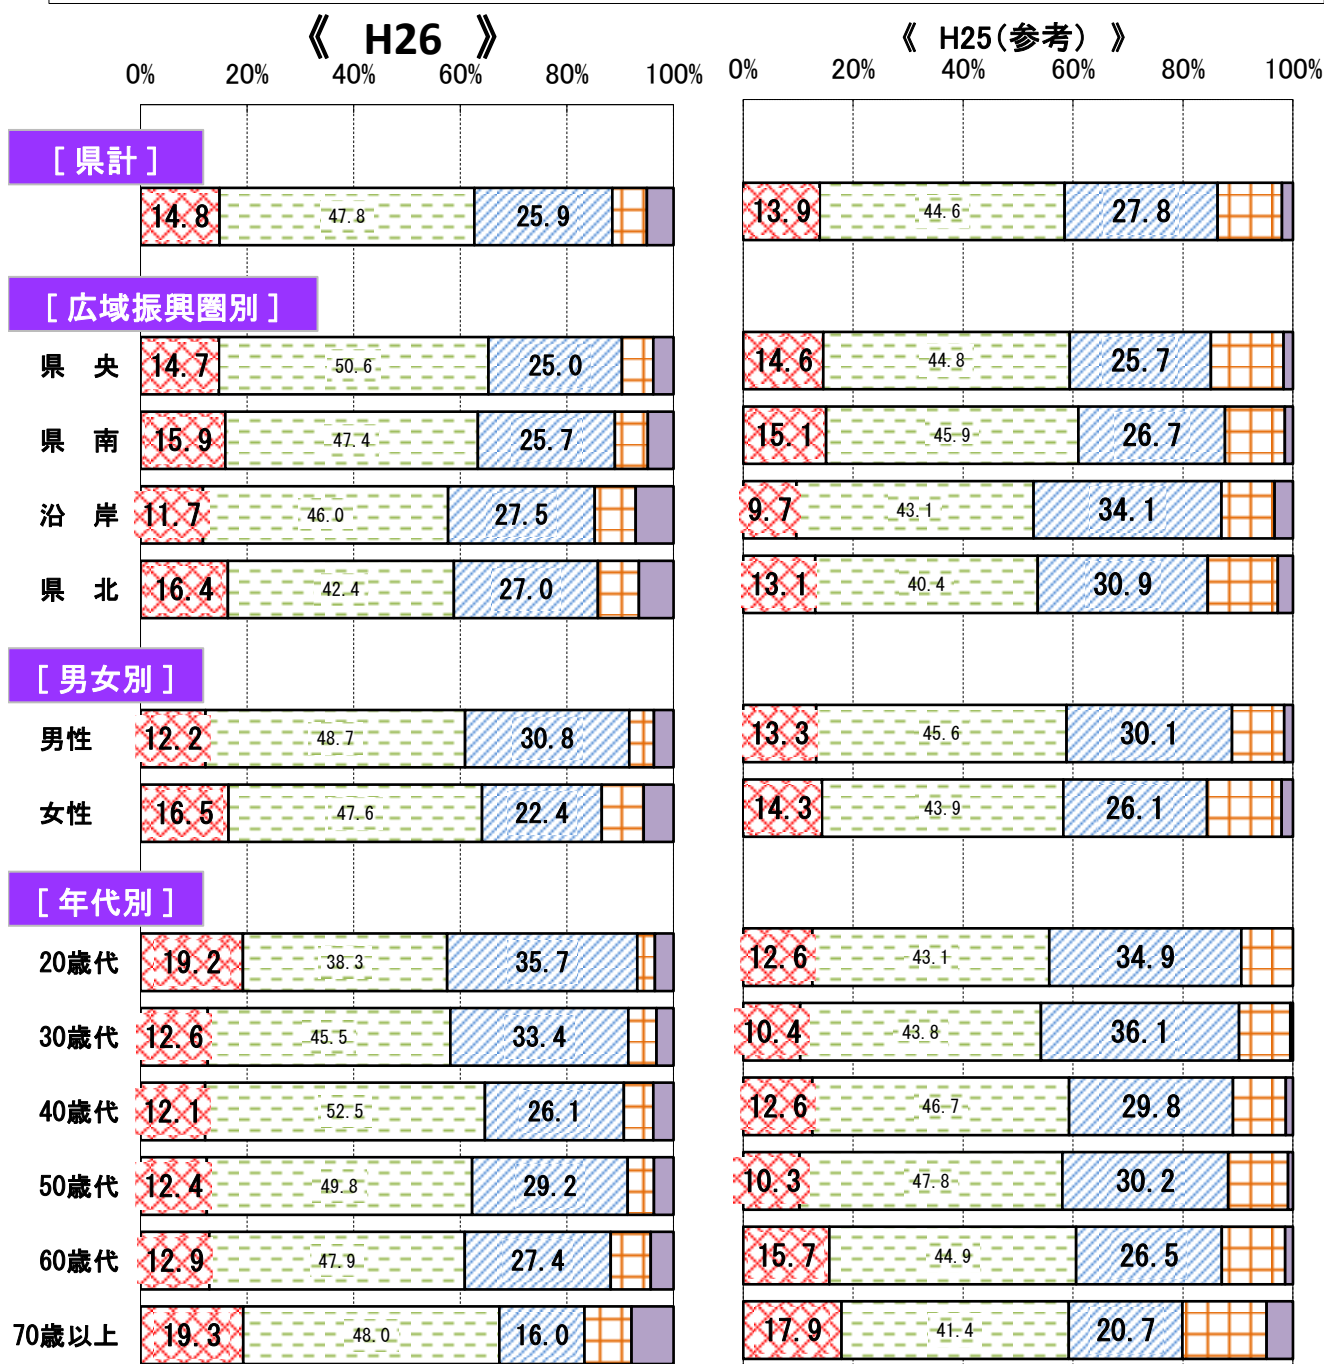 《 H26 》
《 H25(参考) 》
0% 20% 40% 60% 80% 100%
0% 20% 40% 60% 80% 100%
[ 県計 ]
14.8 47.8 25.9
13.9 44.6 27.8
[ 広域振興圏別 ]
県 央 14.7 50.6 25.0
14.6 44.8 25.7
県 南 15.9 47.4 25.7
15.1 45.9 26.7
沿 岸 11.7 46.0 27.5
9.7 43.1 34.1
県 北 16.4 42.4 27.0
13.1 40.4 30.9
[ 男女別 ]
男性 12.2 48.7 30.8
13.3 45.6 30.1
女性 16.5 47.6 22.4
14.3 43.9 26.1
[ 年代別 ]
20歳代 19.2 38.3 35.7
12.6 43.1 34.9
30歳代 12.6 45.5 33.4
10.4 43.8 36.1
40歳代 12.1 52.5 26.1
12.6 46.7 29.8
50歳代 12.4 49.8 29.2
10.3 47.8 30.2
60歳代 12.9 47.9 27.4
15.7 44.9 26.5
70歳以上 19.3 48.0 16.0
17.9 41.4 20.7